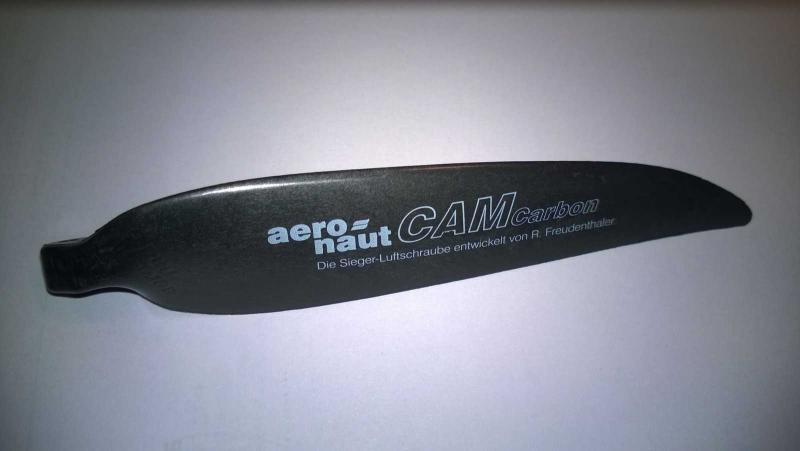 aero-naut CAMcarbon
Die Sieger-Luftschraube entwickelt von R. Freudenthaler